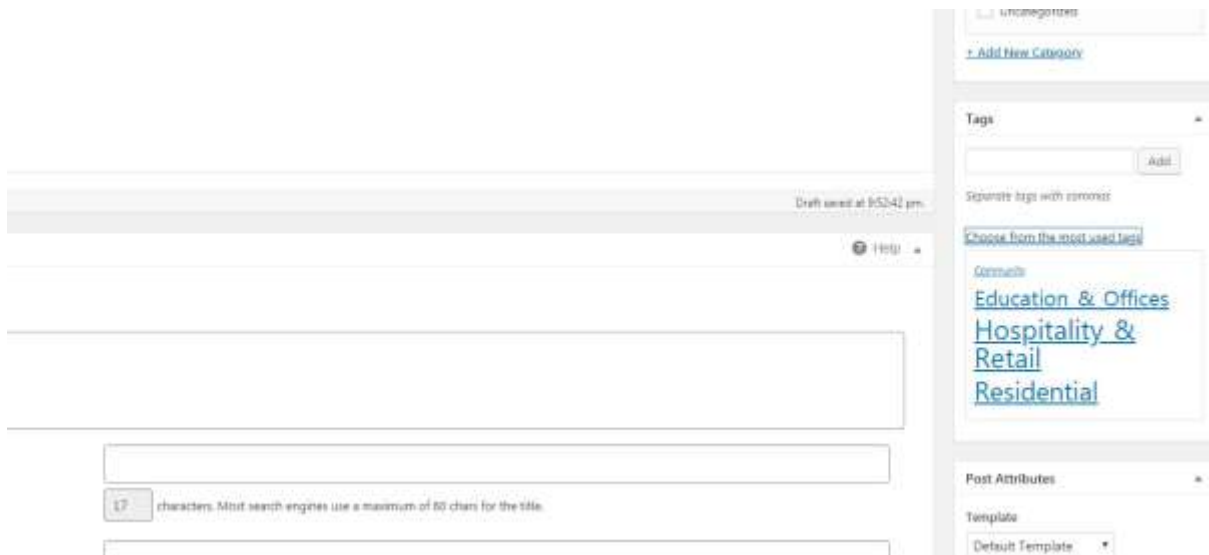 Uncategorized
+ Add New Category
Tags
Add
Separate tags with commas
Draft saved at 9:52:42 pm.
Choose from the most used tags
Help
Community
Education & Offices
Hospitality &
Retail
Residential
Post Attributes
17 characters. Most search engines use a maximum of 60 chars for the title.
Template
Default Template